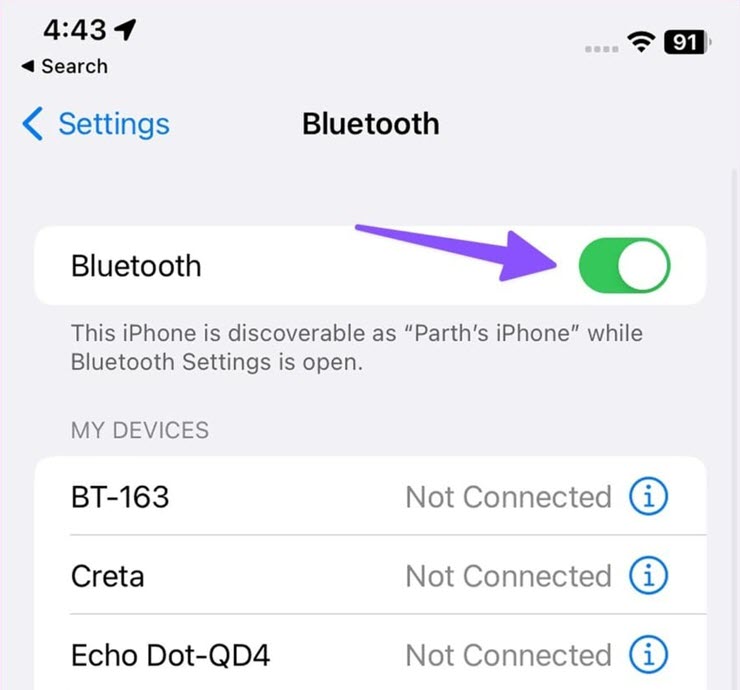 4:43
91
◀ Search
Settings
Bluetooth
Bluetooth
This iPhone is discoverable as “Parth’s iPhone” while
Bluetooth Settings is open.
MY DEVICES
BT-163 Not Connected
Creta Not Connected
Echo Dot-QD4 Not Connected